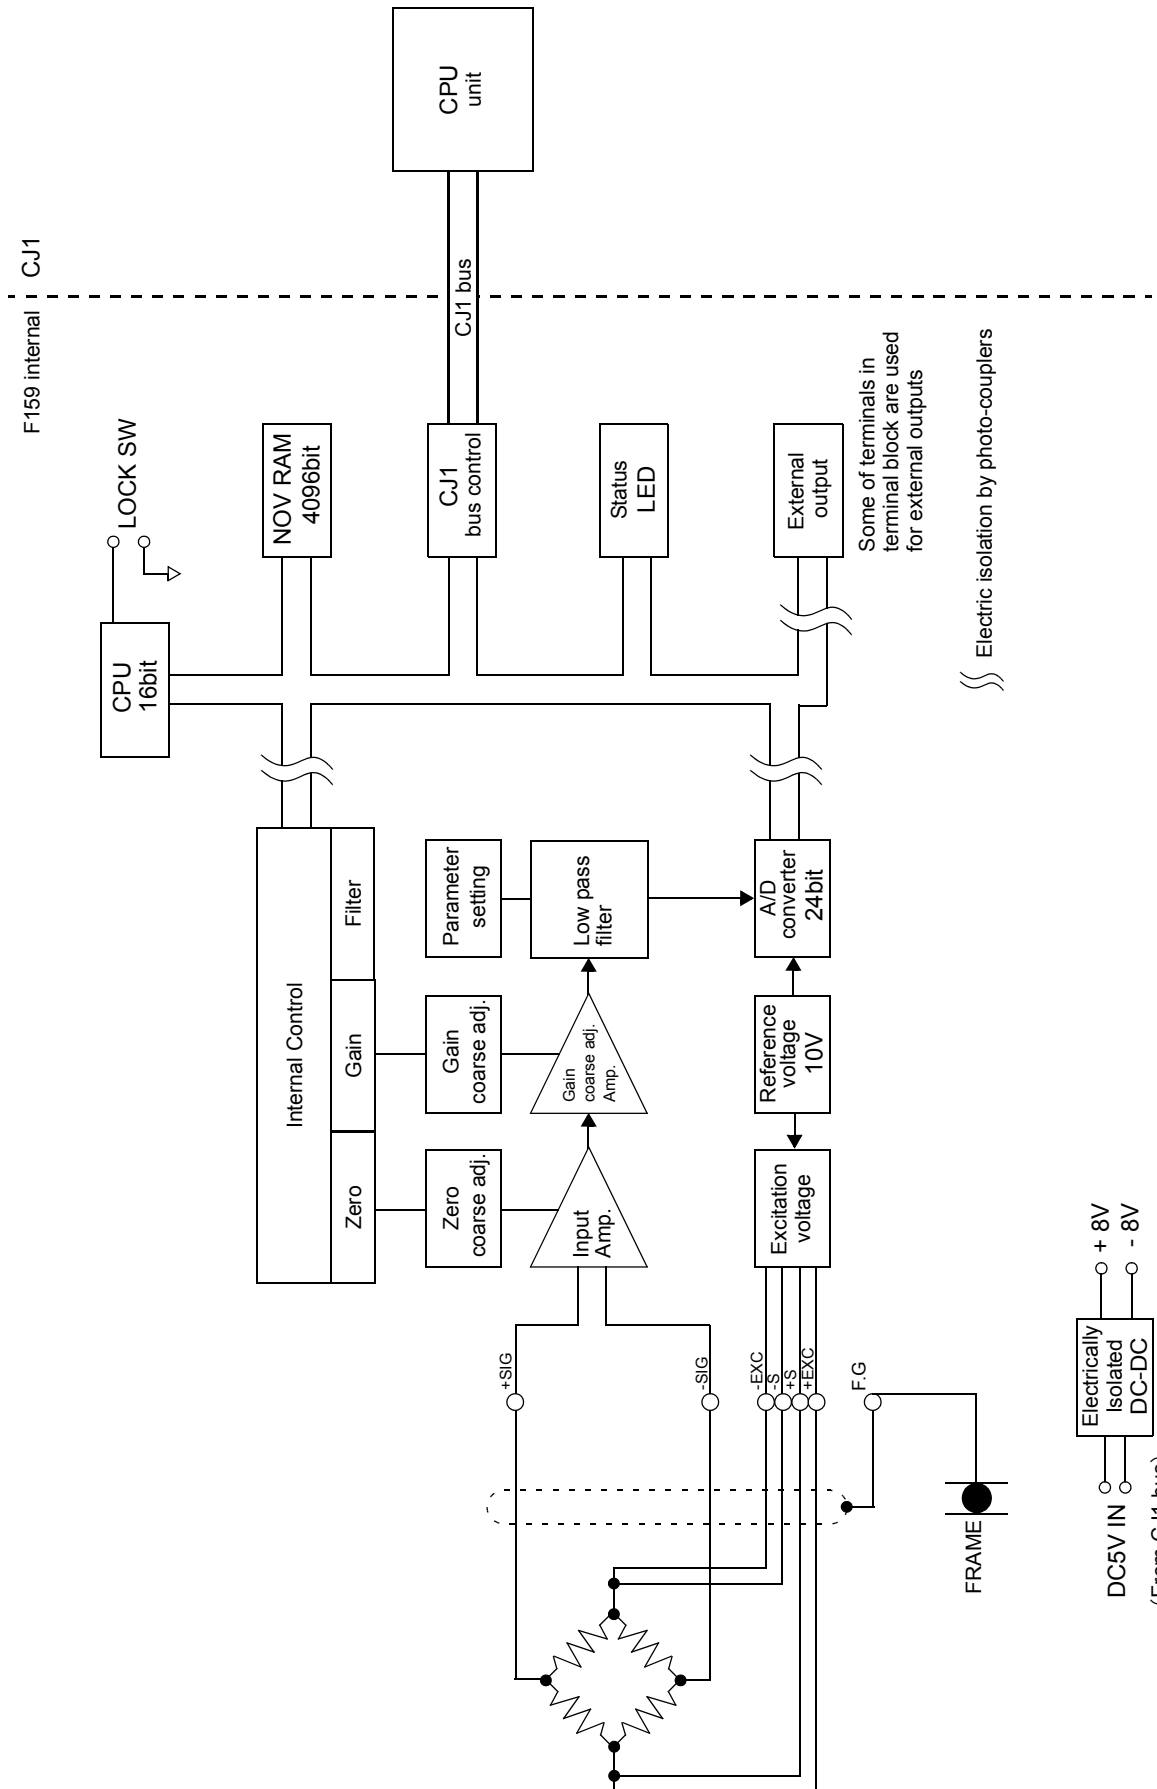 F159 internal
CJ1
CPU
16bit
LOCK SW
NOV RAM
4096bit
CJ1
bus control
CJ1 bus
CPU
unit
Status
LED
External
output
Some of terminals in
terminal block are used
for external outputs
Electric isolation by photo-couplers
Internal Control
Zero
Gain
Filter
Zero
coarse adj.
Gain
coarse adj.
Parameter
setting
Input
Amp.
Gain
coarse adj.
Amp.
Low pass
filter
Excitation
voltage
Reference
voltage
10V
A/D
converter
24bit
+SIG
-SIG
-EXC
-S
+S
+EXC
F.G
FRAME
DC5V IN
(From CJ1 bus)
Electrically
Isolated
DC-DC
+ 8V
- 8V